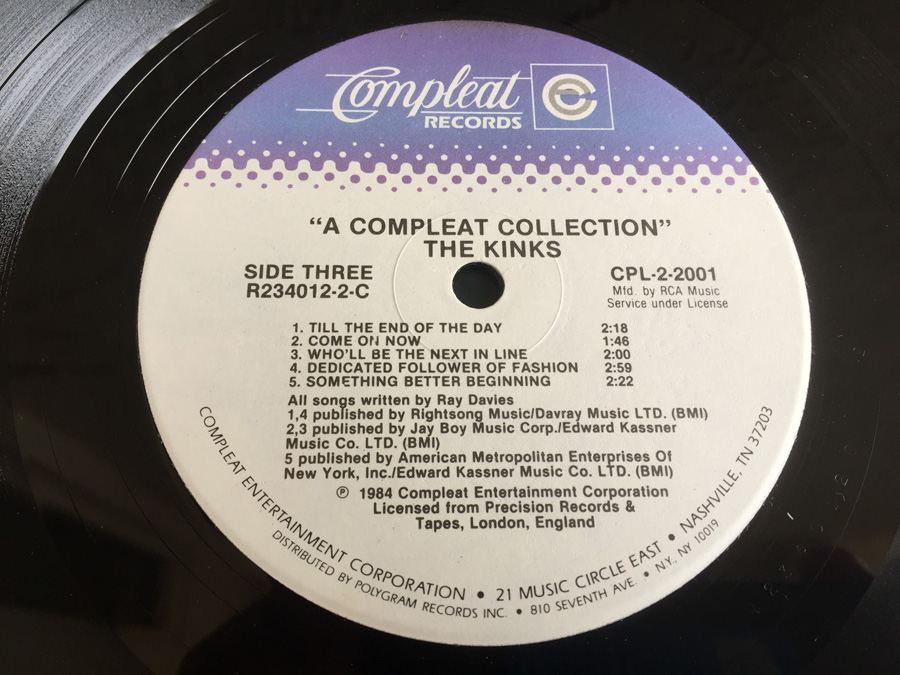 Compleat
RECORDS
"A COMPLEAT COLLECTION"
THE KINKS
SIDE THREE
R234012-2-C
CPL-2-2001
Mfd. by RCA Music
Service under License
1. TILL THE END OF THE DAY 2:18
2. COME ON NOW 1:46
3. WHO'LL BE THE NEXT IN LINE 2:00
4. DEDICATED FOLLOWER OF FASHION 2:59
5. SOMETHING BETTER BEGINNING 2:22
All songs written by Ray Davies
1,4 published by Rightsong Music/Davray Music LTD. (BMI)
2,3 published by Jay Boy Music Corp./Edward Kassner
Music Co. LTD. (BMI)
5 published by American Metropolitan Enterprises Of
New York, Inc./Edward Kassner Music Co. LTD. (BMI)
℗ 1984 Compleat Entertainment Corporation
Licensed from Precision Records &
Tapes, London, England
COMPLEAT ENTERTAINMENT CORPORATION • 21 MUSIC CIRCLE EAST • NASHVILLE, TN 37203
DISTRIBUTED BY POLYGRAM RECORDS INC. • 810 SEVENTH AVE. • N.Y. NY 10019